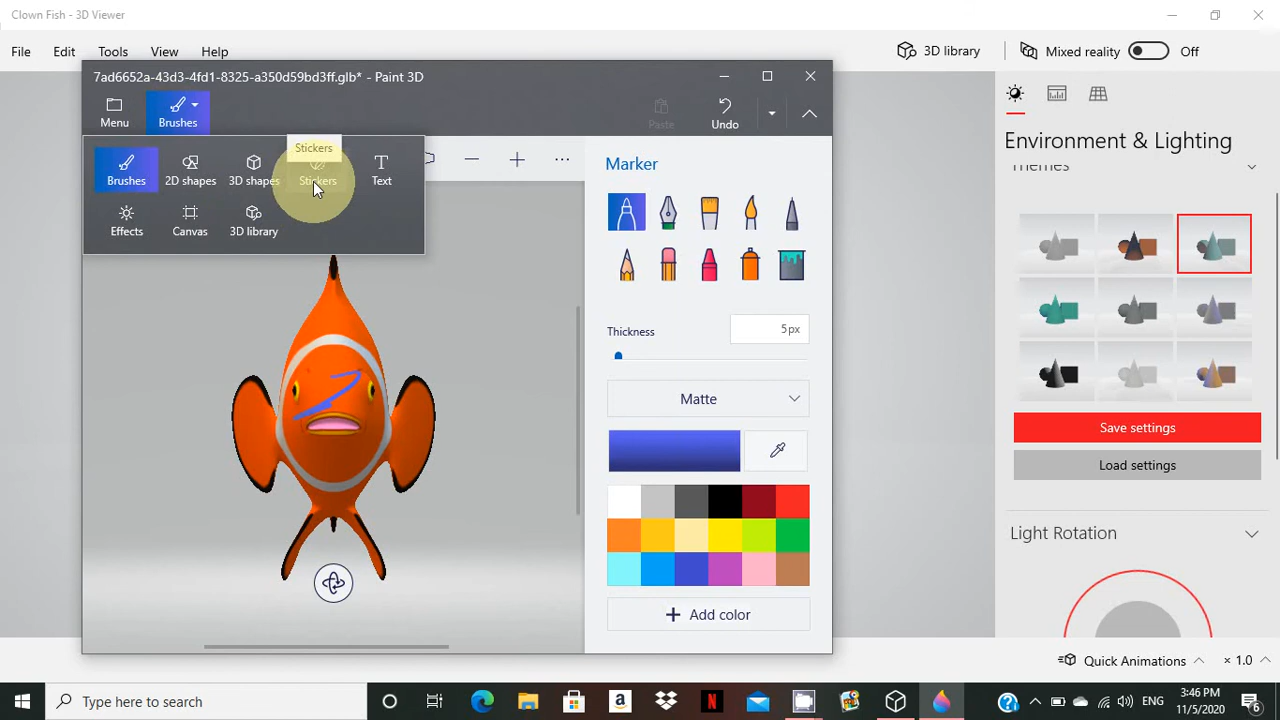 Clown Fish - 3D Viewer
File Edit Tools View Help
3D library
Mixed reality Off
7ad6652a-43d3-4fd1-8325-a350d59bd3ff.glb* - Paint 3D
Menu Brushes Paste Undo
Stickers
Brushes 2D shapes 3D shapes Stickers Text
Effects Canvas 3D library
Marker
Thickness 5px
Matte
Add color
Environment & Lighting
Themes
Save settings
Load settings
Light Rotation
Quick Animations × 1.0
Type here to search
ENG
3:46 PM
11/5/2020
6